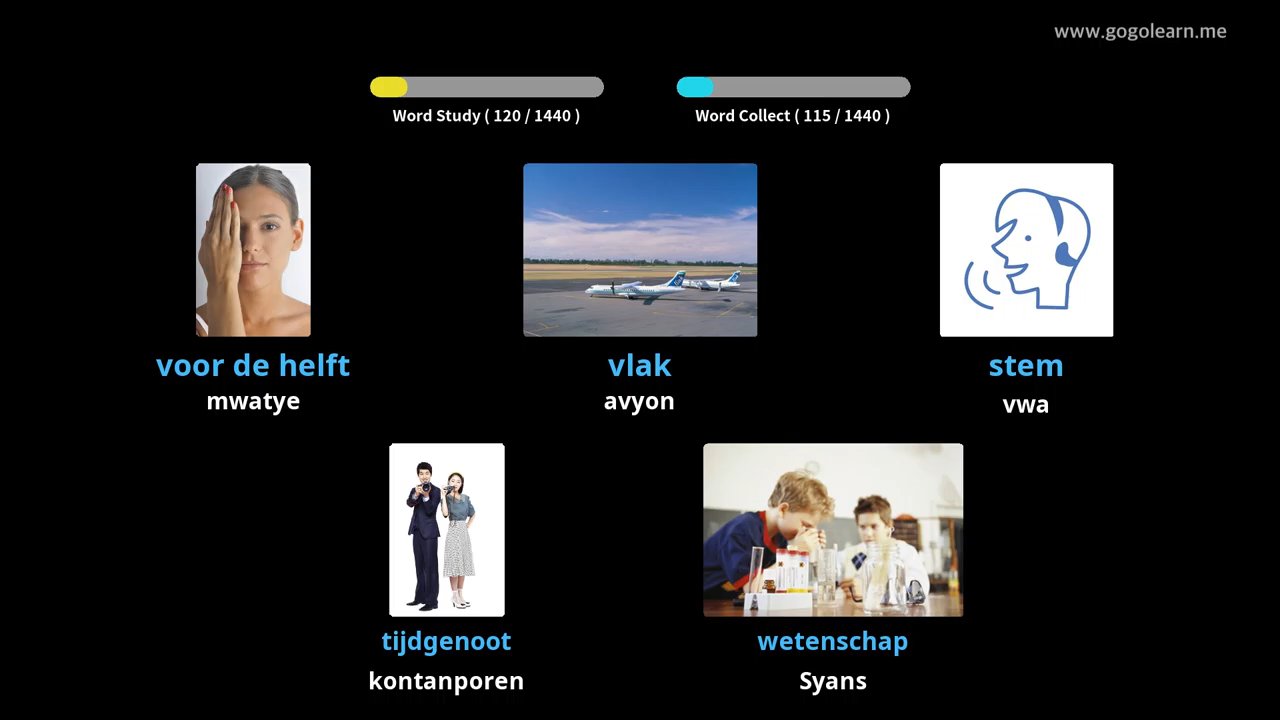 www.gogolearn.me
Word Study ( 120 / 1440 )
Word Collect ( 115 / 1440 )
voor de helft
mwatye
vlak
avyon
stem
vwa
tijdgenoot
kontanporen
wetenschap
Syans